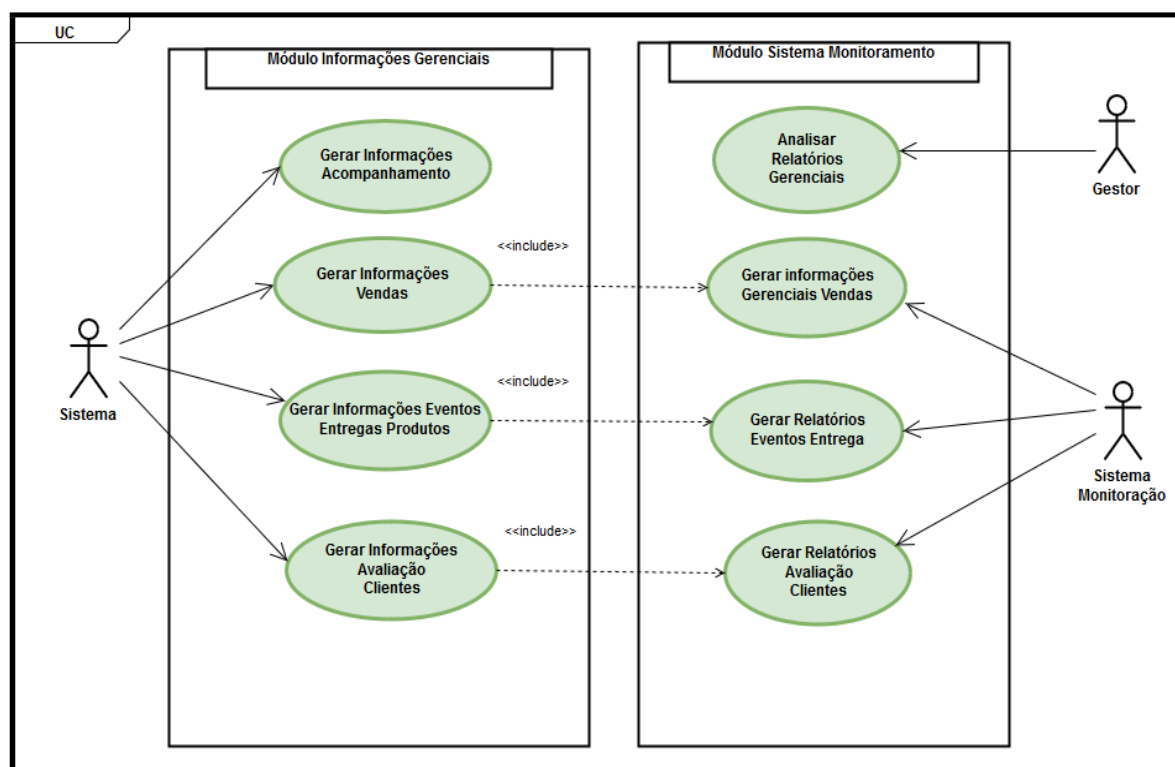 UC
Módulo Informações Gerenciais
Módulo Sistema Monitoramento
Gerar Informações
Acompanhamento
Analisar
Relatórios
Gerenciais
Gestor
<<include>>
Gerar Informações
Vendas
Gerar informações
Gerenciais Vendas
Sistema
<<include>>
Gerar Informações Eventos
Entregas Produtos
Gerar Relatórios
Eventos Entrega
Sistema
Monitoração
<<include>>
Gerar Informações
Avaliação
Clientes
Gerar Relatórios
Avaliação
Clientes